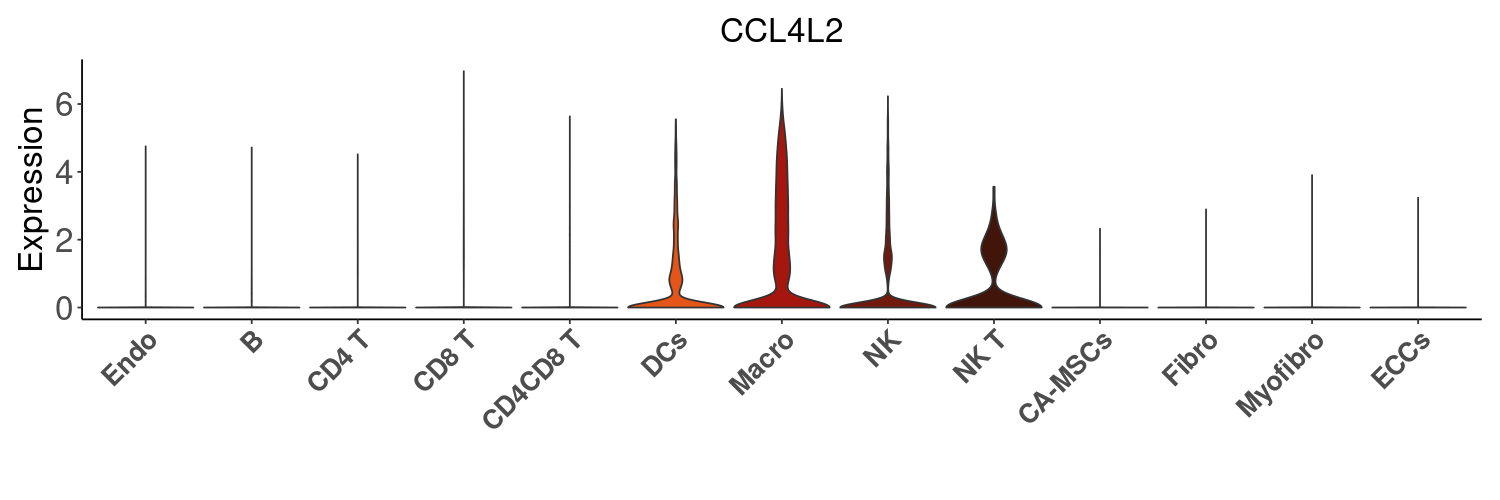 CCL4L2
Expression
6
4
2
0
Endo
B
CD4 T
CD8 T
CD4CD8 T
DCs
Macro
NK
NK T
CA-MSCs
Fibro
Myofibro
ECCs